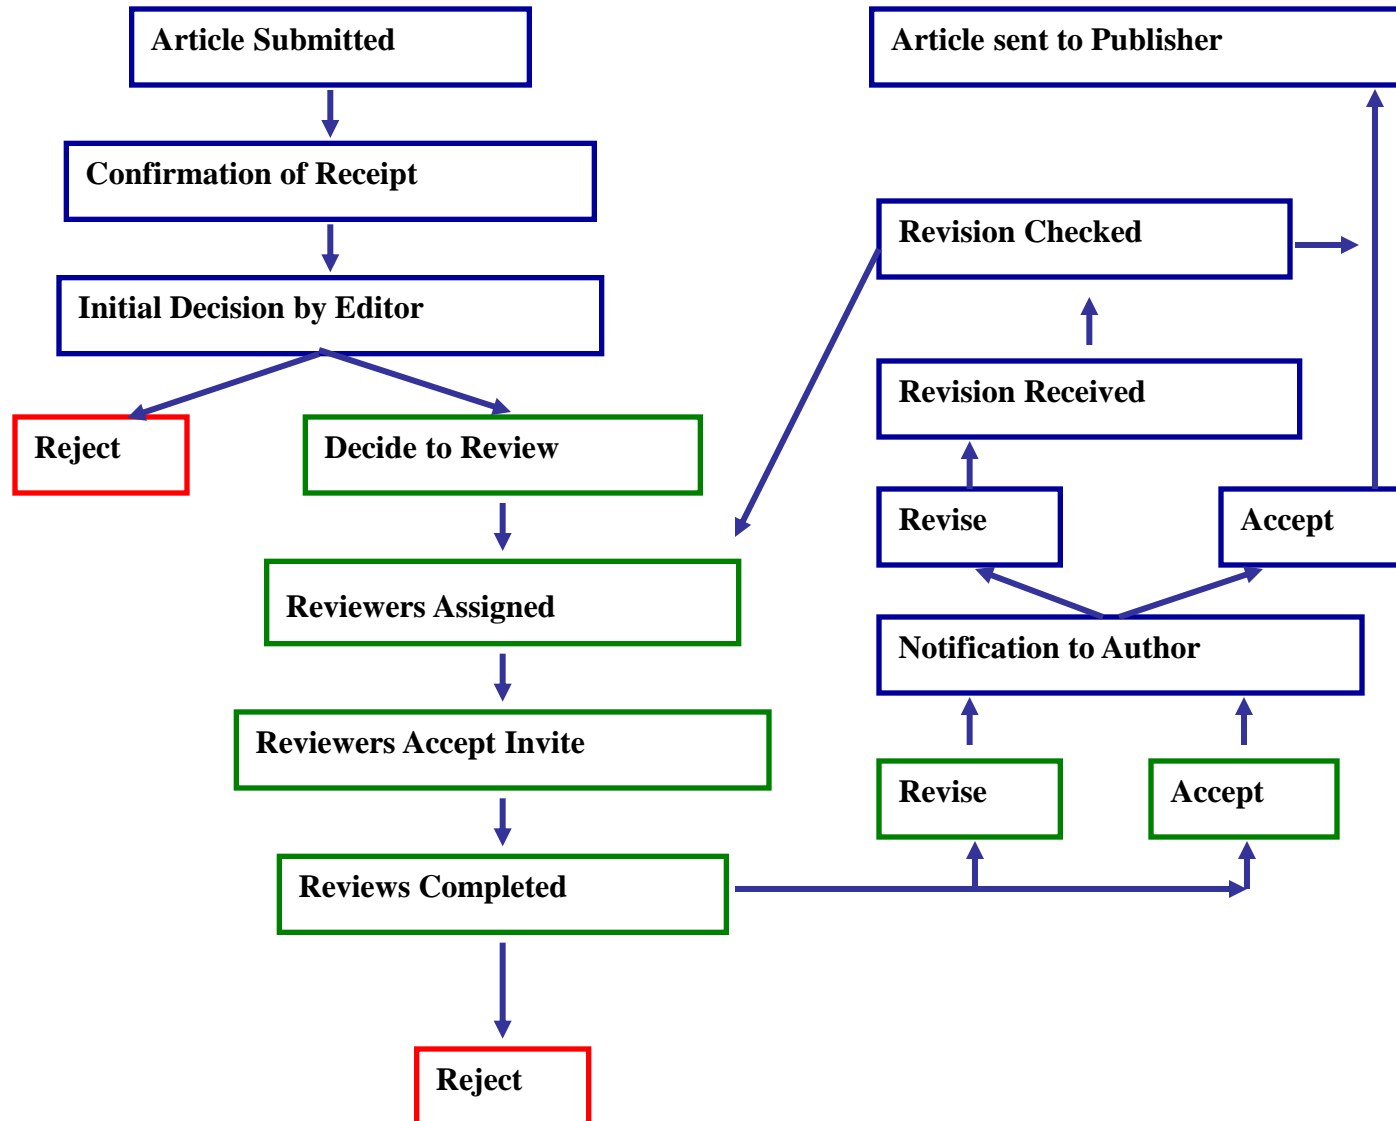 Article Submitted
Confirmation of Receipt
Initial Decision by Editor
Reject
Decide to Review
Reviewers Assigned
Reviewers Accept Invite
Reviews Completed
Reject
Article sent to Publisher
Revision Checked
Revision Received
Revise
Accept
Notification to Author
Revise
Accept